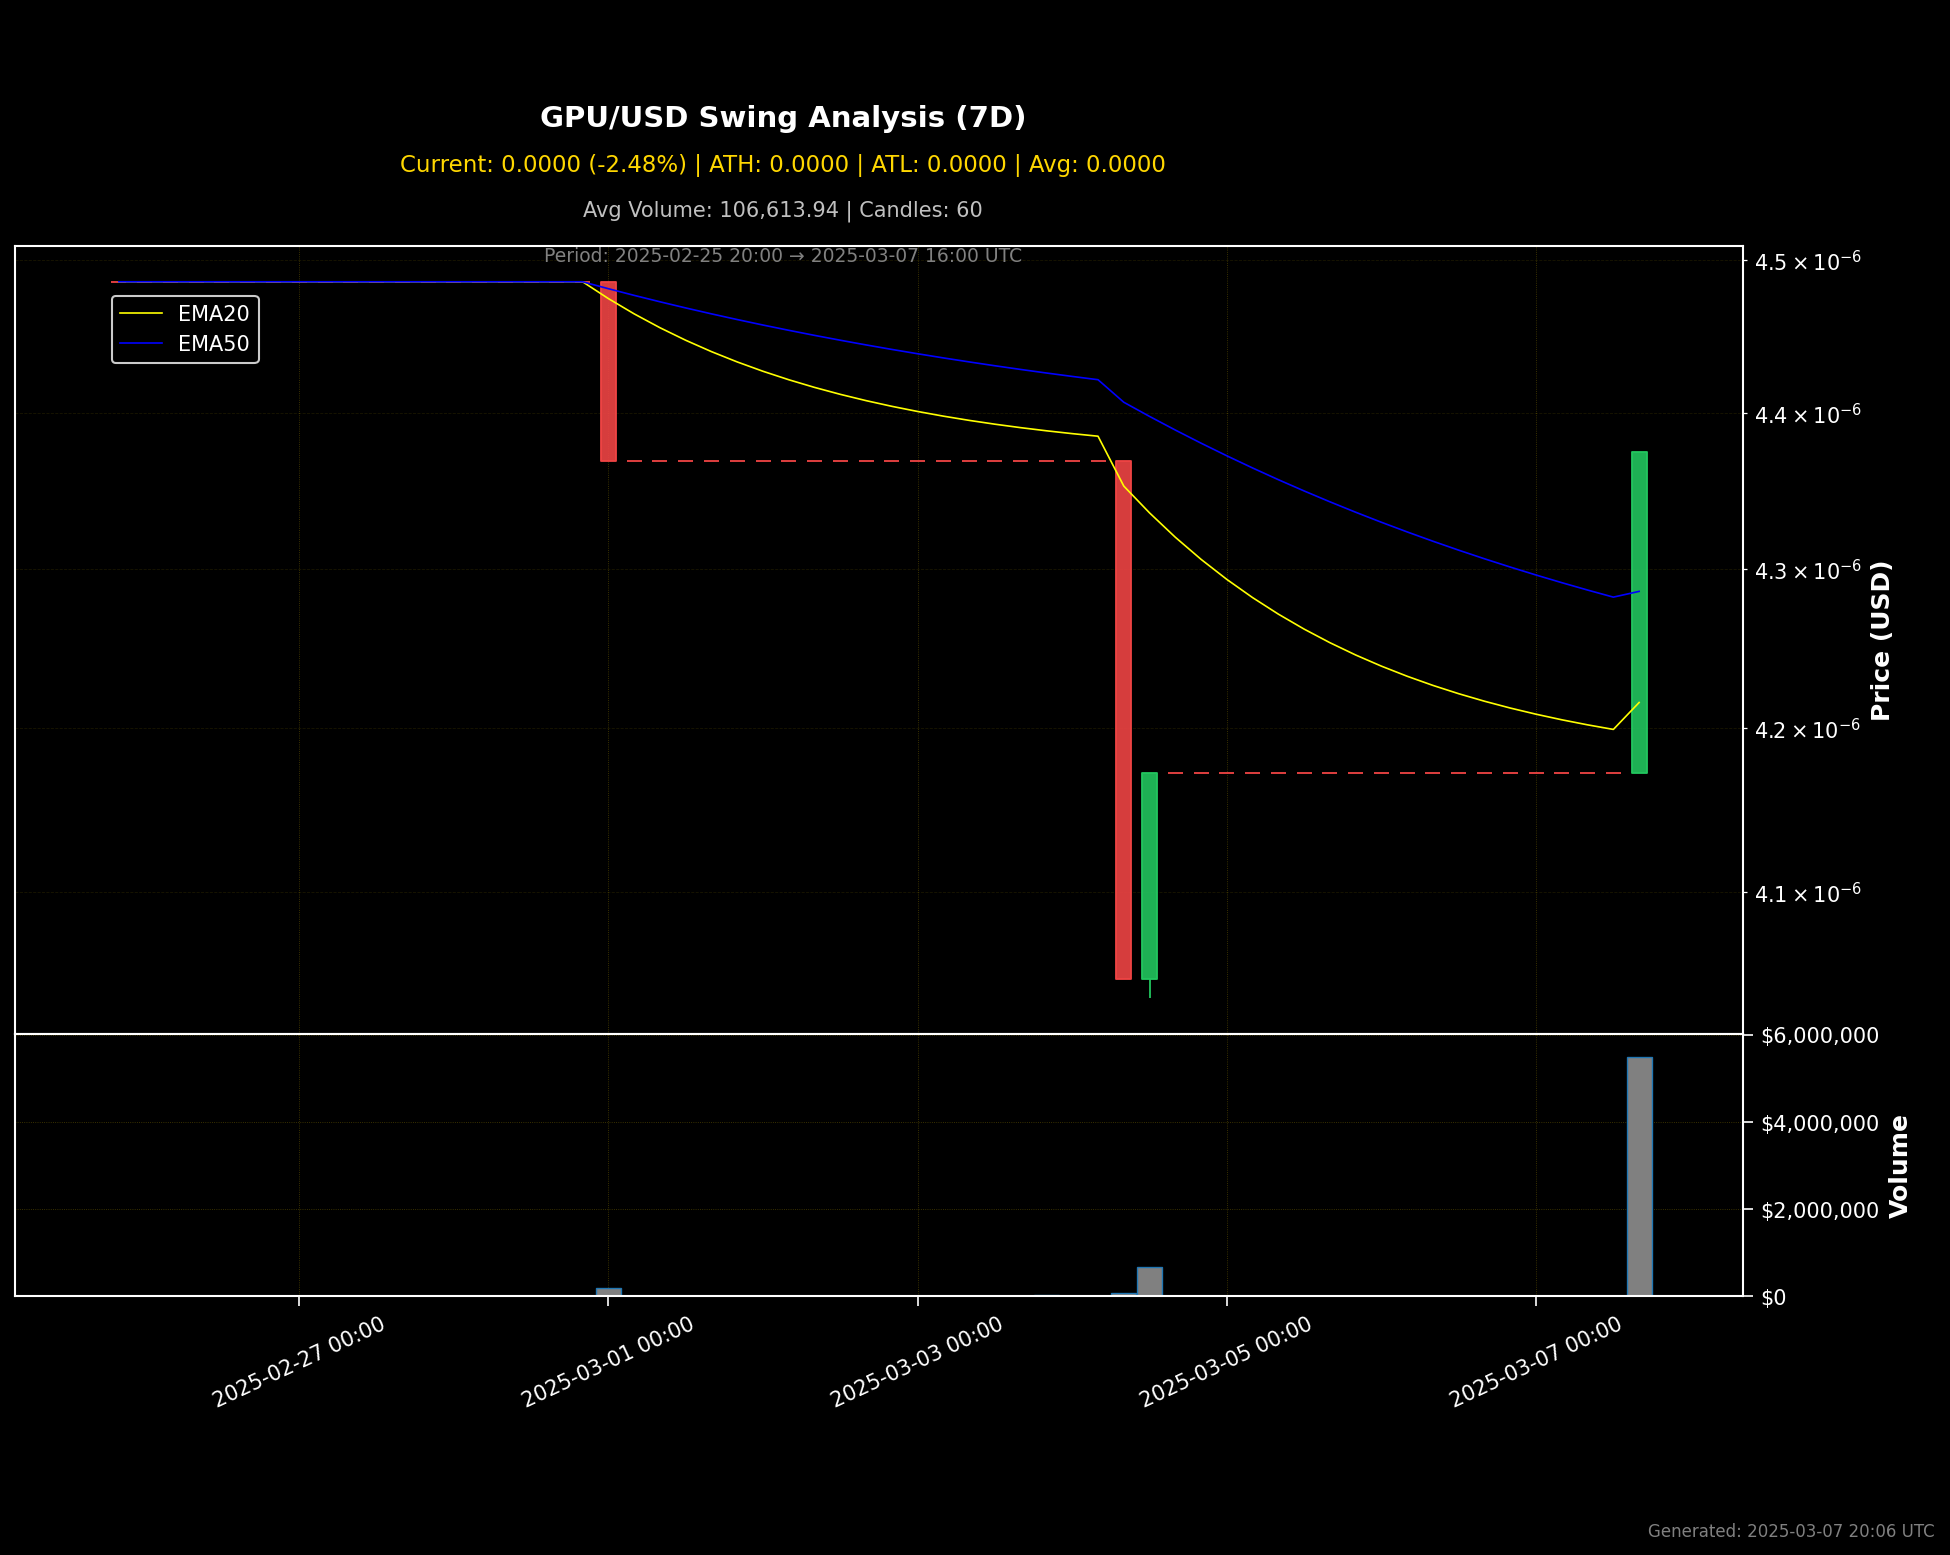 GPU/USD Swing Analysis (7D)
Current: 0.0000 (-2.48%) | ATH: 0.0000 | ATL: 0.0000 | Avg: 0.0000
Avg Volume: 106,613.94 | Candles: 60
Period: 2025-02-25 20:00 → 2025-03-07 16:00 UTC
EMA20
EMA50
4.5 × 10⁻⁶
4.4 × 10⁻⁶
4.3 × 10⁻⁶
4.2 × 10⁻⁶
4.1 × 10⁻⁶
Price (USD)
$6,000,000
$4,000,000
$2,000,000
$0
Volume
2025-02-27 00:00
2025-03-01 00:00
2025-03-03 00:00
2025-03-05 00:00
2025-03-07 00:00
Generated: 2025-03-07 20:06 UTC